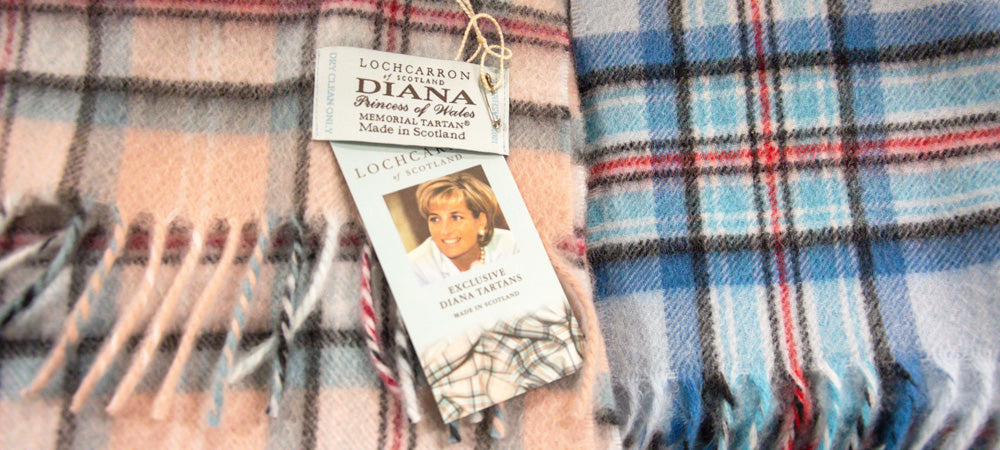 LOCHCARRON
of SCOTLAND
DIANA
Princess of Wales
MEMORIAL TARTAN®
Made in Scotland
DRY CLEAN ONLY
LOCHCARRON
of SCOTLAND
EXCLUSIVE
DIANA TARTANS
MADE IN SCOTLAND